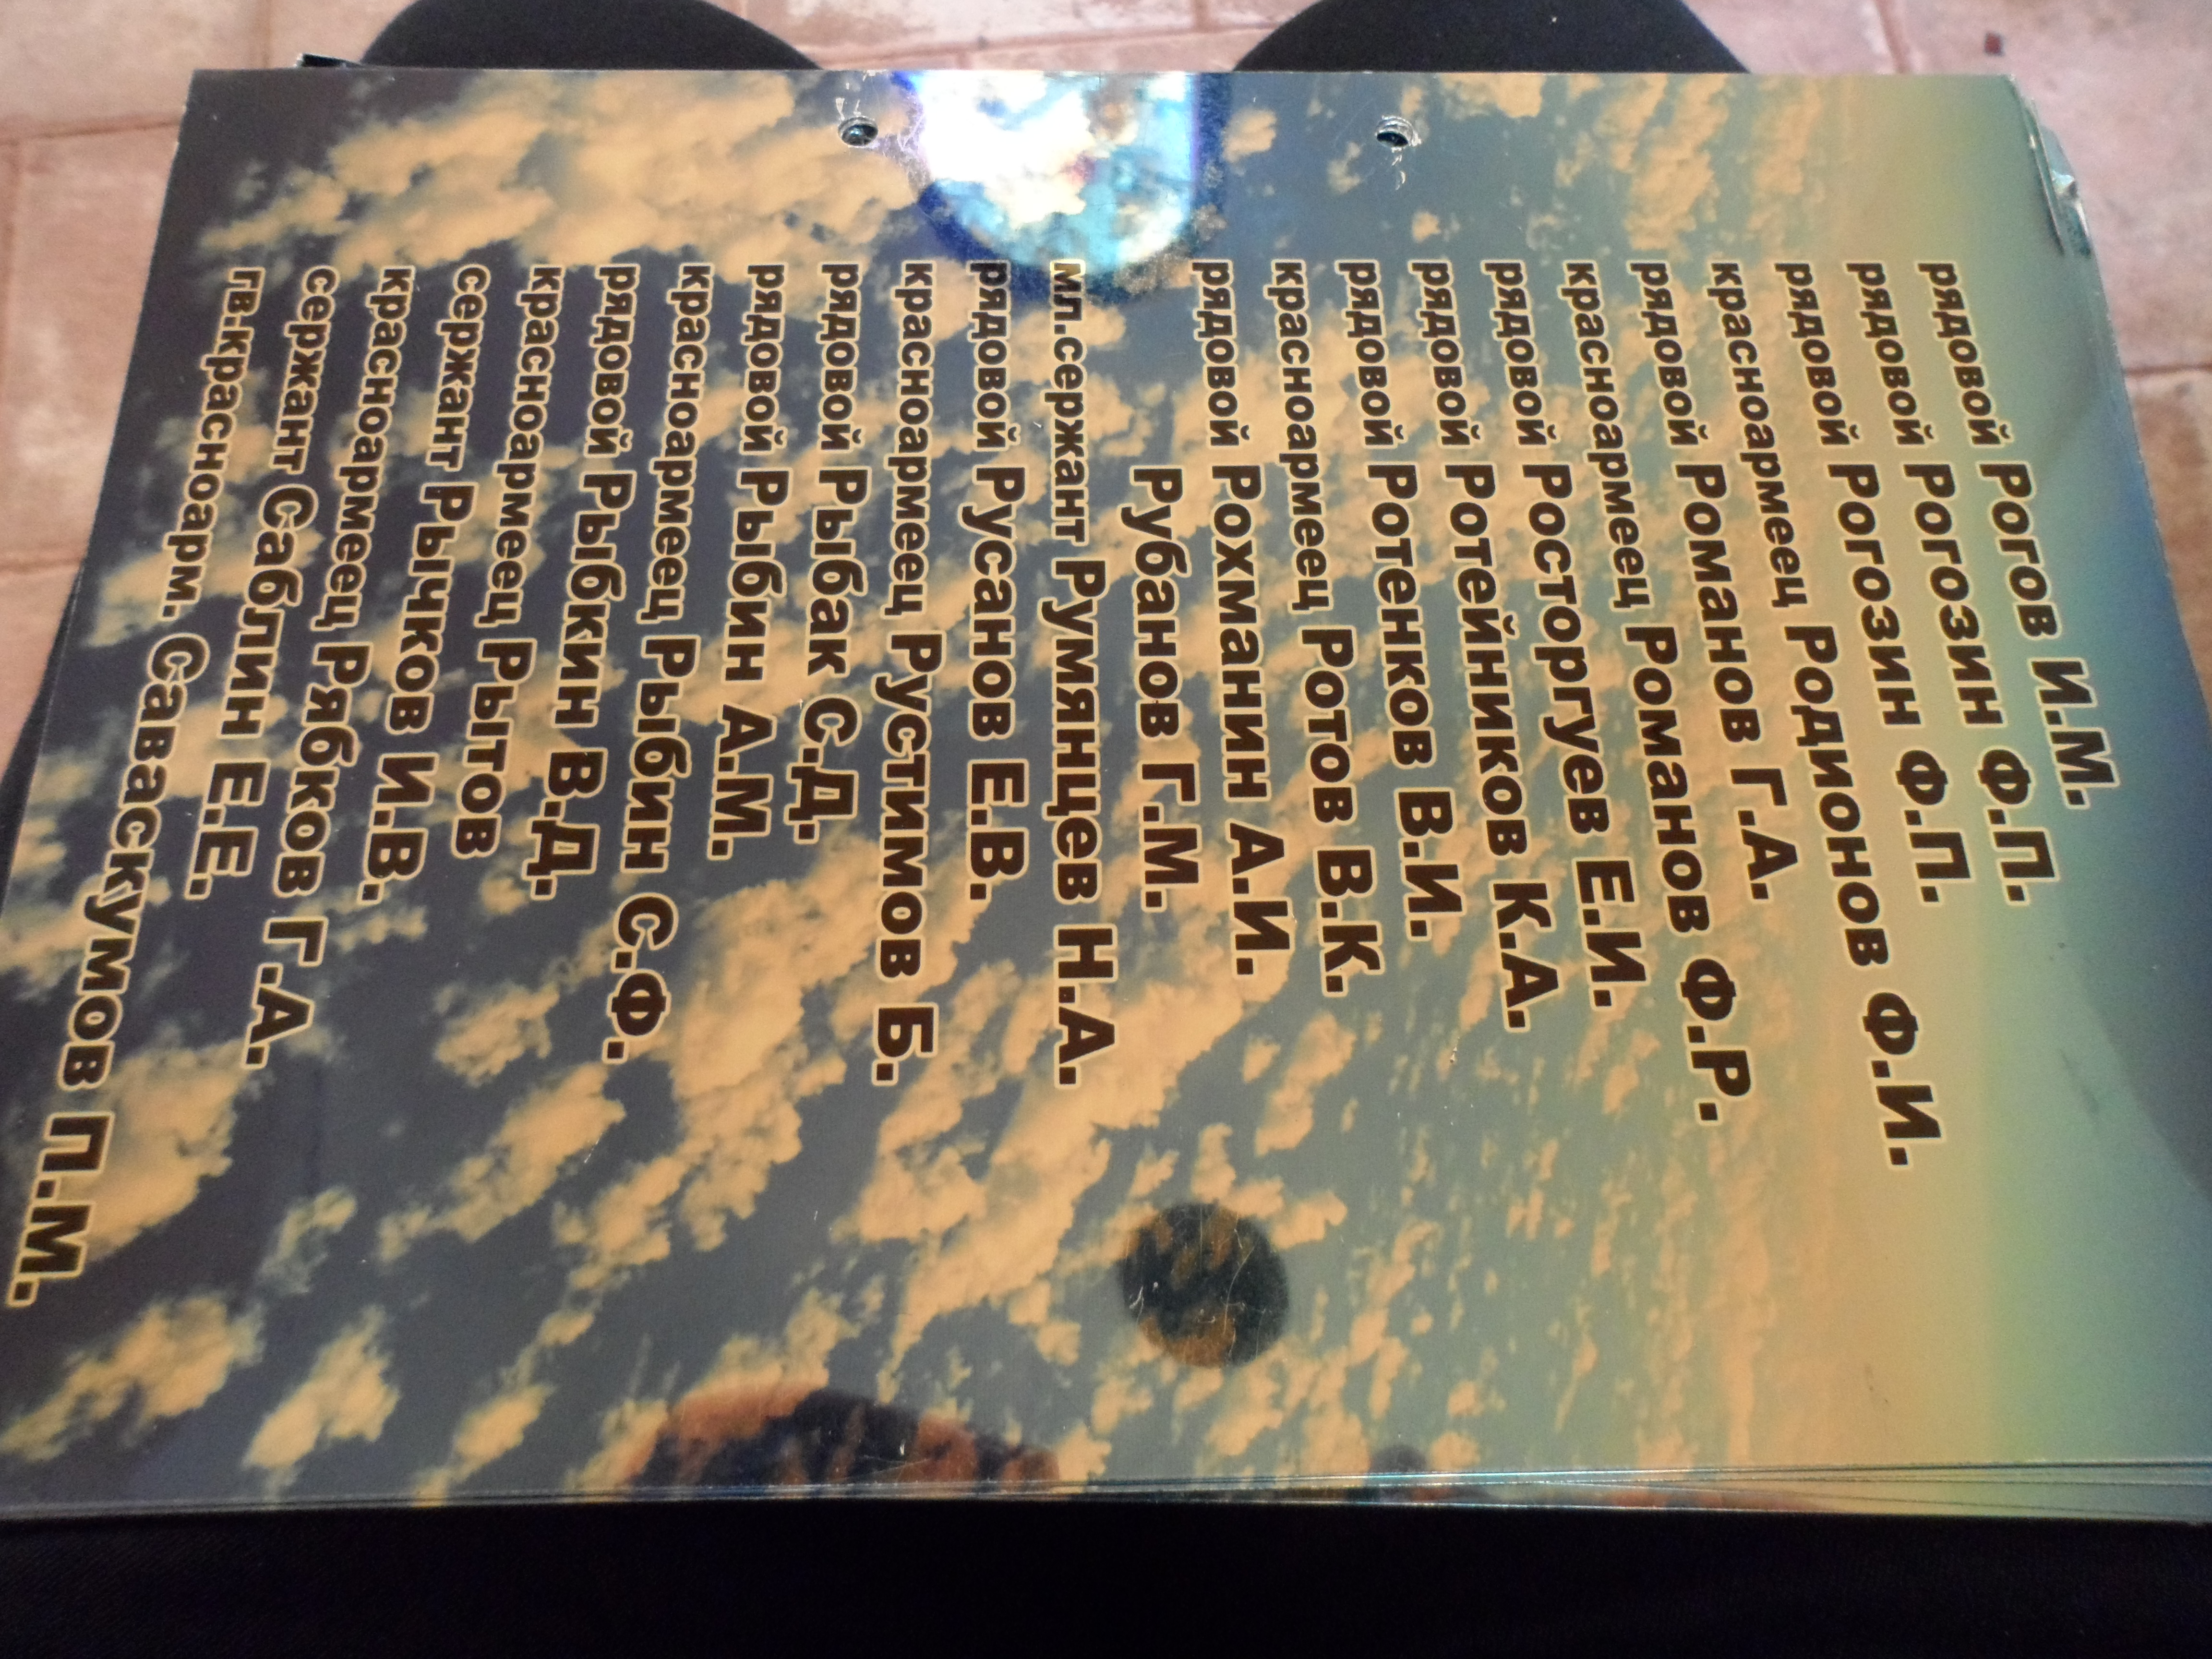 рядовой Рогов И.М.
рядовой Рогозин Ф.П.
рядовой Рогозин Ф.П.
красноармеец Родионов Ф.И.
рядовой Романов Г.А.
красноармеец Романов Ф.Р.
рядовой Росторгуев Е.И.
рядовой Ротейников К.А.
рядовой Ротенков В.И.
красноармеец Ротов В.К.
рядовой Рохманин А.И.
Рубанов Г.М.
мл.сержант Румянцев Н.А.
рядовой Русанов Е.В.
красноармеец Рустимов Б.
рядовой Рыбак С.Д.
рядовой Рыбин А.М.
красноармеец Рыбин С.Ф.
рядовой Рыбкин В.Д.
красноармеец Рытов
сержант Рычков И.В.
красноармеец Рябков Г.А.
сержант Саблин Е.Е.
гв.красноарм. Саваскумов П.М.